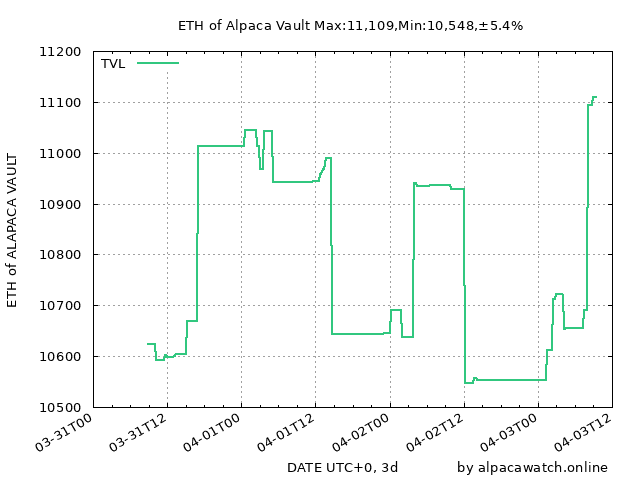 ETH of Alpaca Vault Max:11,109,Min:10,548,±5.4%
TVL
ETH of ALAPACA VAULT
11200
11100
11000
10900
10800
10700
10600
10500
03-31T00
03-31T12
04-01T00
04-01T12
04-02T00
04-02T12
04-03T00
04-03T12
DATE UTC+0, 3d
by alpacawatch.online